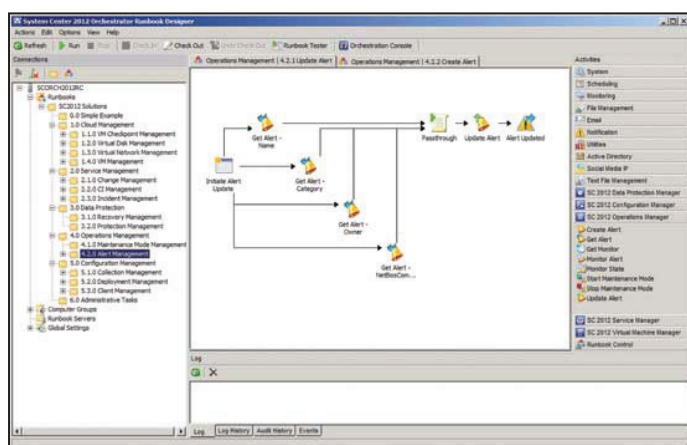 System Center 2012 Orchestrator Runbook Designer
Actions Edit Options View Help
Refresh Run Stop Check In Check Out Undo Check Out Runbook Tester Orchestration Console
Connections
SCORCH2012RC
Runbooks
SC2012 Solutions
0.0 Simple Example
1.0 Cloud Management
1.1.0 VM Checkpoint Management
1.2.0 Virtual Disk Management
1.3.0 Virtual Network Management
1.4.0 VM Management
2.0 Service Management
2.1.0 Change Management
2.2.0 CI Management
2.3.0 Incident Management
3.0 Data Protection
3.1.0 Recovery Management
3.2.0 Protection Management
4.0 Operations Management
4.1.0 Maintenance Mode Management
4.2.0 Alert Management
5.0 Configuration Management
5.1.0 Collection Management
5.2.0 Deployment Management
5.3.0 Client Management
6.0 Administrative Tasks
Computer Groups
Runbook Servers
Global Settings
Operations Management | 4.2.1 Update Alert
Operations Management | 4.2.2 Create Alert
Get Alert -
Name
Passthrough
Update Alert
Alert Updated
Initiate Alert
Update
Get Alert -
Category
Get Alert -
Owner
Get Alert -
NetBiosCom...
Log
Log Log History Audit History Events
Activities
System
Scheduling
Monitoring
File Management
Email
Notification
Utilities
Active Directory
Social Media IP
Text File Management
SC 2012 Data Protection Manager
SC 2012 Configuration Manager
SC 2012 Operations Manager
Create Alert
Get Alert
Get Monitor
Monitor Alert
Monitor State
Start Maintenance Mode
Stop Maintenance Mode
Update Alert
SC 2012 Service Manager
SC 2012 Virtual Machine Manager
Runbook Control